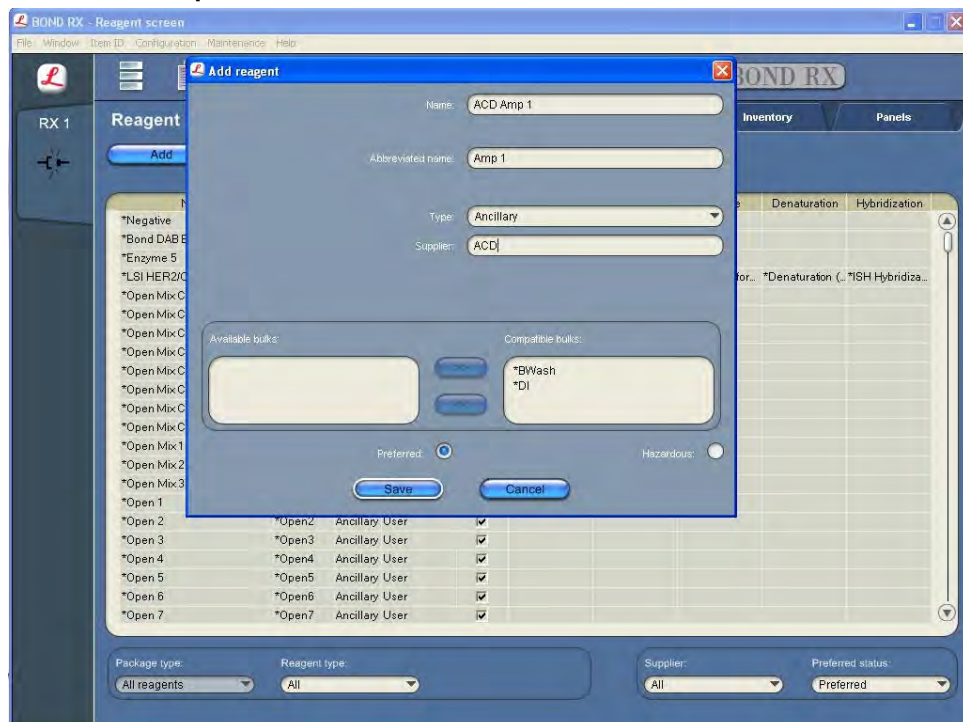 BOND RX - Reagent screen
File Window Item ID Configuration Maintenance Help
Add reagent
BOND RX
RX 1
Reagent
Inventory
Panels
Add
Name: ACD Amp 1
Abbreviated name: Amp 1
Type: Ancillary
Supplier: ACD
Available bulks:
Compatible bulks:
*BWash
*DI
Preferred:
Hazardous:
Save
Cancel
Denaturation Hybridization
*Negative
*Bond DAB E
*Enzyme 5
*LSI HER2/C
for... *Denaturation (... *ISH Hybridiza...
*Open Mix C
*Open Mix C
*Open Mix C
*Open Mix C
*Open Mix C
*Open Mix C
*Open Mix C
*Open Mix C
*Open Mix 1
*Open Mix 2
*Open Mix 3
*Open 1
*Open 2 *Open2 Ancillary User
*Open 3 *Open3 Ancillary User
*Open 4 *Open4 Ancillary User
*Open 5 *Open5 Ancillary User
*Open 6 *Open6 Ancillary User
*Open 7 *Open7 Ancillary User
Package type: Reagent type: Supplier: Preferred status:
All reagents All All Preferred